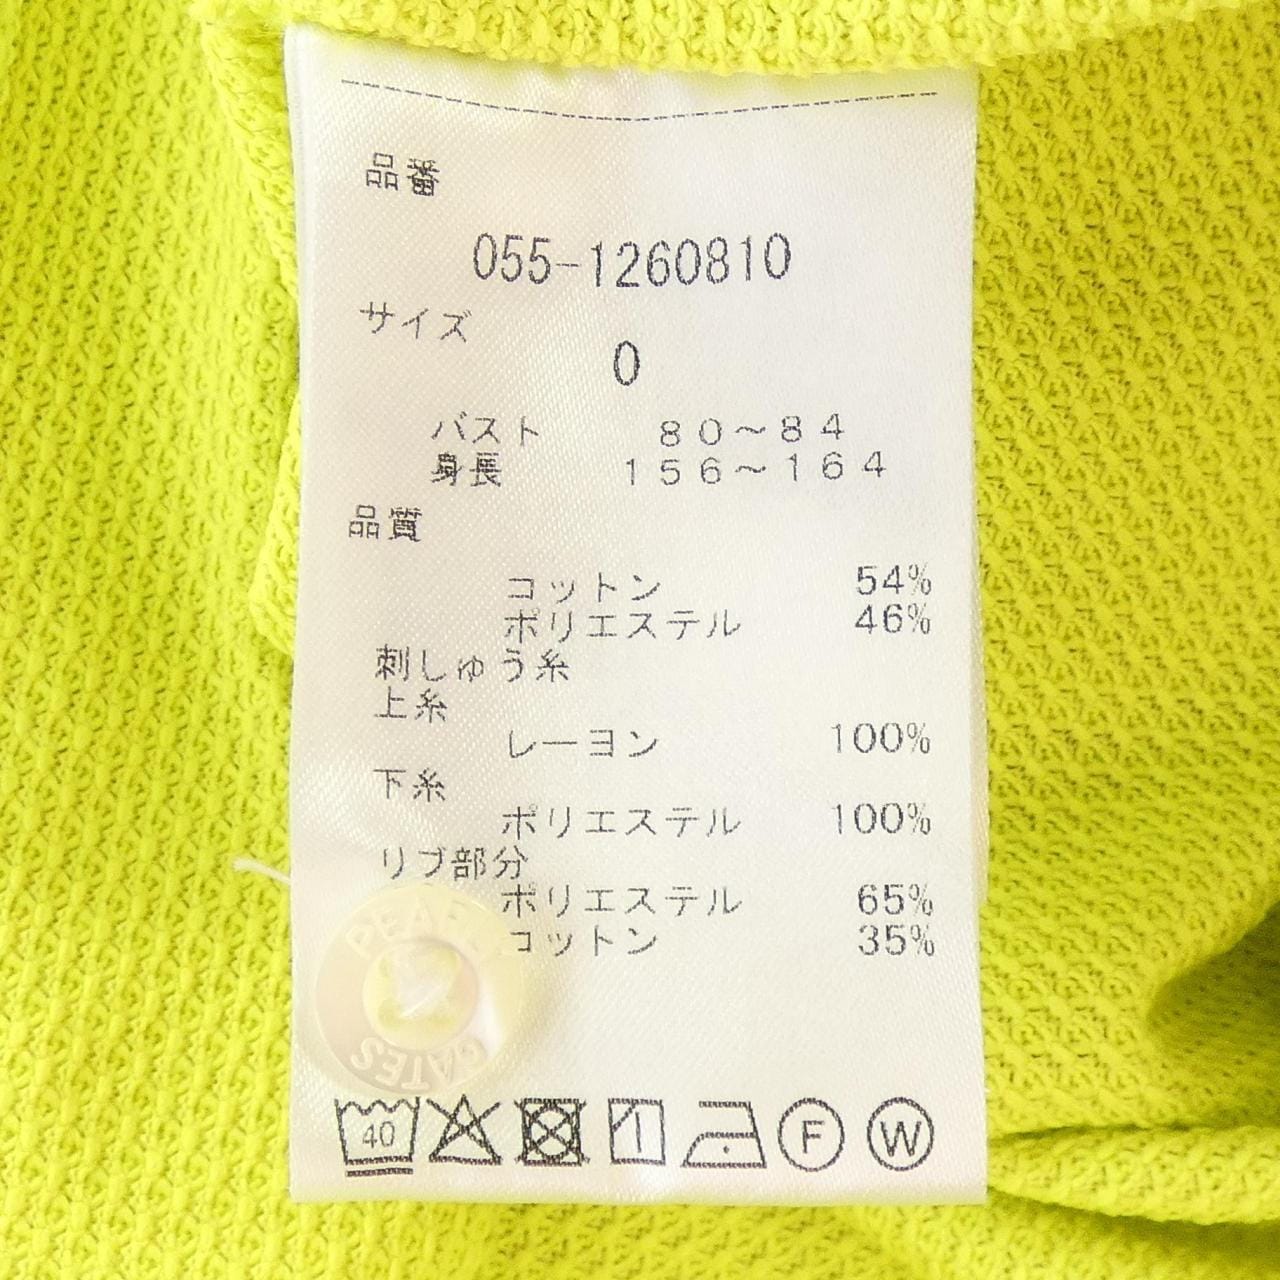 品番
055-1260810
サイズ
0
バスト 80～84
身長 156～164
品質
コットン 54%
ポリエステル 46%
刺しゅう糸
上糸
レーヨン 100%
下糸
ポリエステル 100%
リブ部分
ポリエステル 65%
コットン 35%
GATES
40
F
W